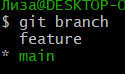 Лиза@DESKTOP-O
$ git branch
  feature
* main